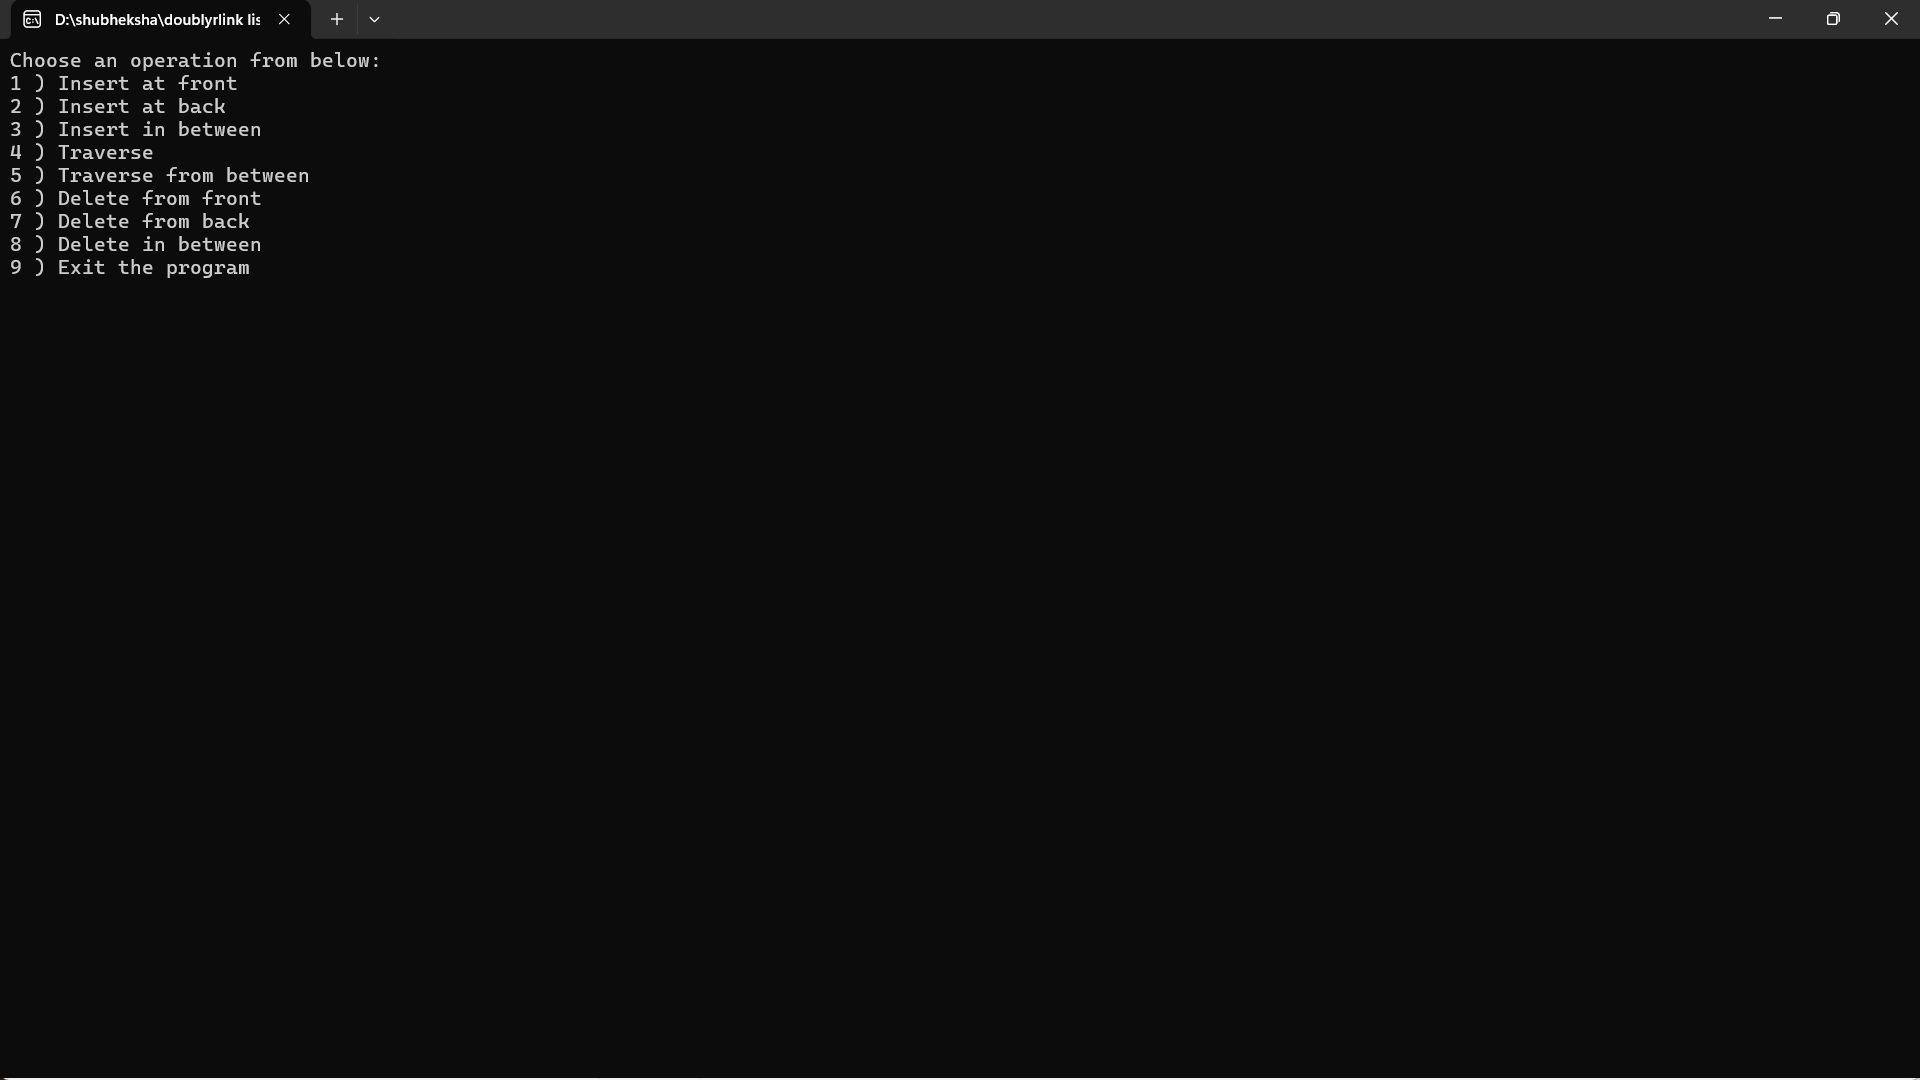 D:\shubheksha\doublyrlink lis
Choose an operation from below:
1 ) Insert at front
2 ) Insert at back
3 ) Insert in between
4 ) Traverse
5 ) Traverse from between
6 ) Delete from front
7 ) Delete from back
8 ) Delete in between
9 ) Exit the program